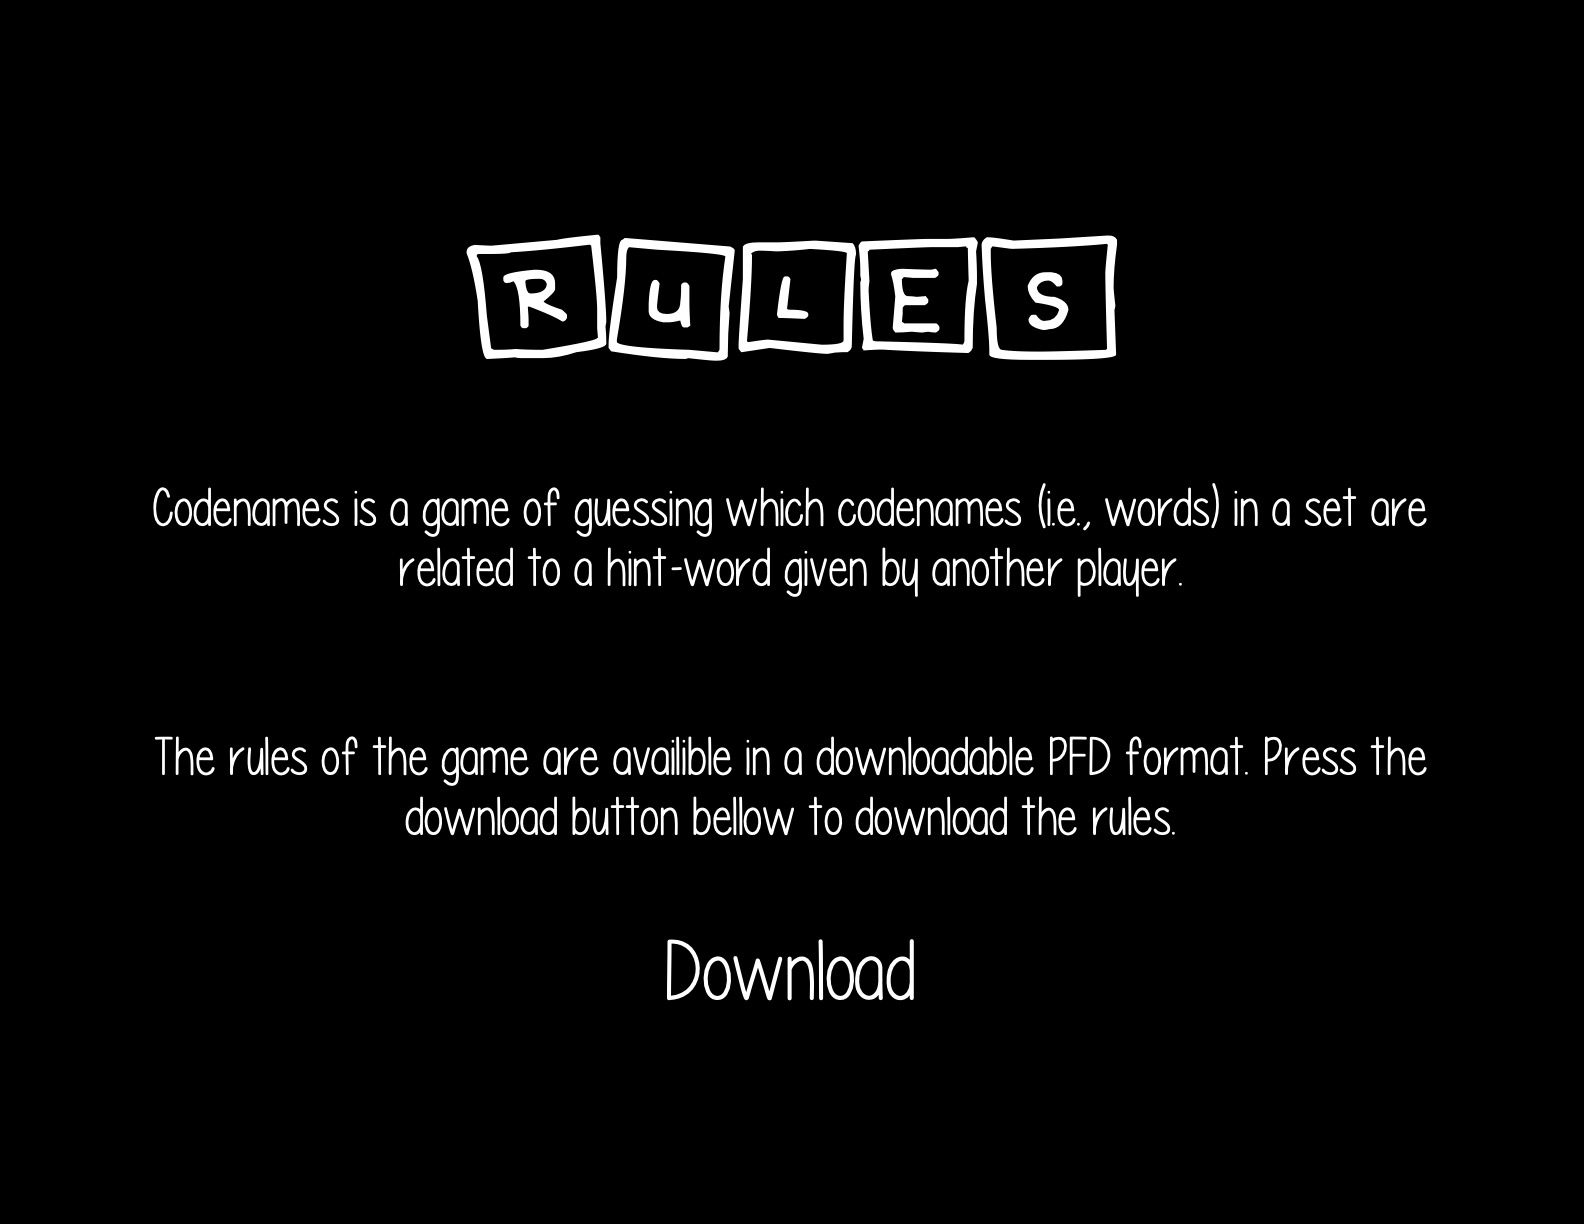 RULES
Codenames is a game of guessing which codenames (i.e., words) in a set are
related to a hint-word given by another player.
The rules of the game are availible in a downloadable PFD format. Press the
download button bellow to download the rules.
Download